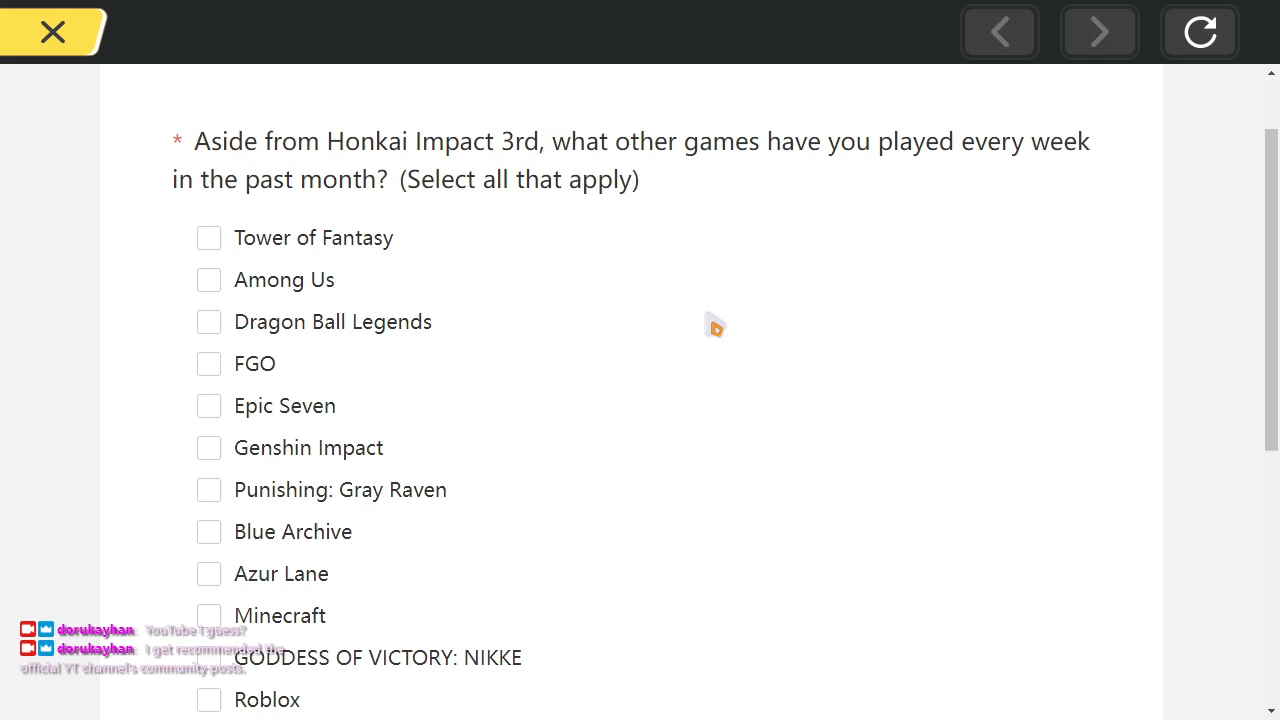 * Aside from Honkai Impact 3rd, what other games have you played every week
in the past month? (Select all that apply)
Tower of Fantasy
Among Us
Dragon Ball Legends
FGO
Epic Seven
Genshin Impact
Punishing: Gray Raven
Blue Archive
Azur Lane
Minecraft
dorukayhan: YouTube I guess?
dorukayhan: I get recommended the
official YT channel's community posts.
GODDESS OF VICTORY: NIKKE
Roblox